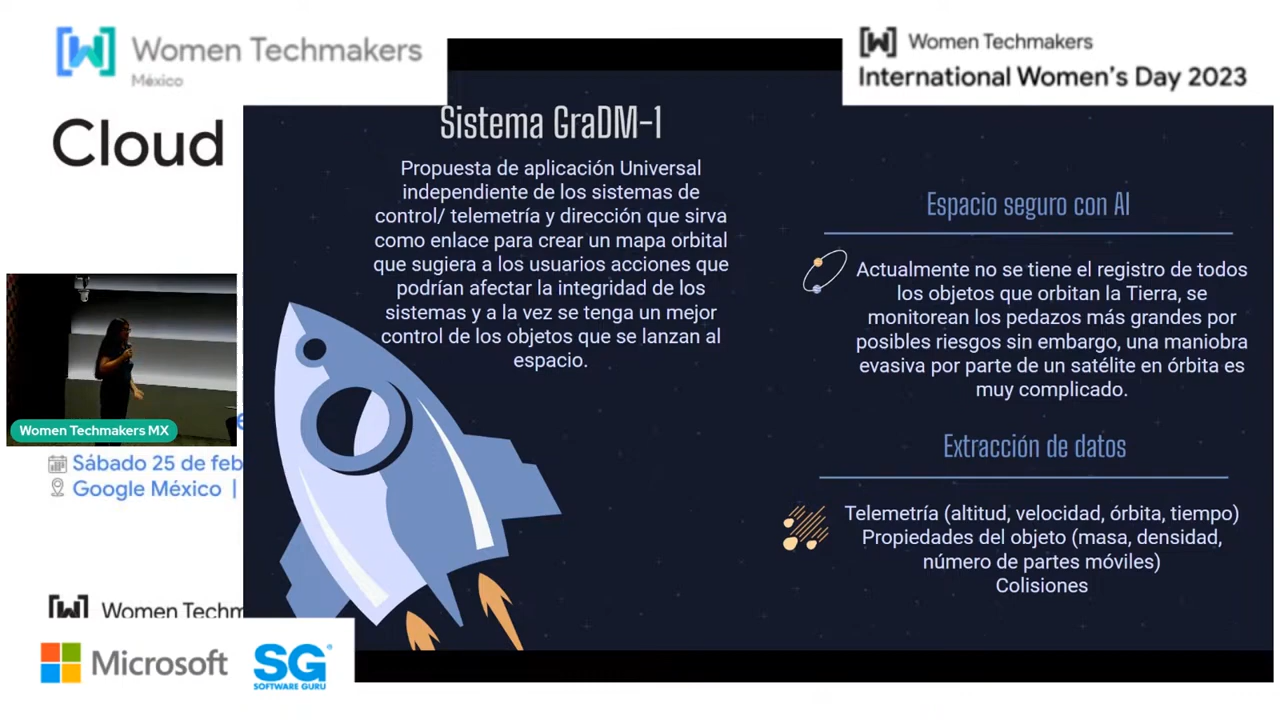 Women Techmakers
México
Women Techmakers
International Women's Day 2023
Cloud
Sistema GraDM-1
Propuesta de aplicación Universal
independiente de los sistemas de
control/ telemetría y dirección que sirva
como enlace para crear un mapa orbital
que sugiera a los usuarios acciones que
podrían afectar la integridad de los
sistemas y a la vez se tenga un mejor
control de los objetos que se lanzan al
espacio.
Espacio seguro con AI
Actualmente no se tiene el registro de todos
los objetos que orbitan la Tierra, se
monitorean los pedazos más grandes por
posibles riesgos sin embargo, una maniobra
evasiva por parte de un satélite en órbita es
muy complicado.
Extracción de datos
Telemetría (altitud, velocidad, órbita, tiempo)
Propiedades del objeto (masa, densidad,
número de partes móviles)
Colisiones
Women Techmakers MX
Sábado 25 de feb
Google México |
Women Techm
Microsoft
SG
SOFTWARE GURU